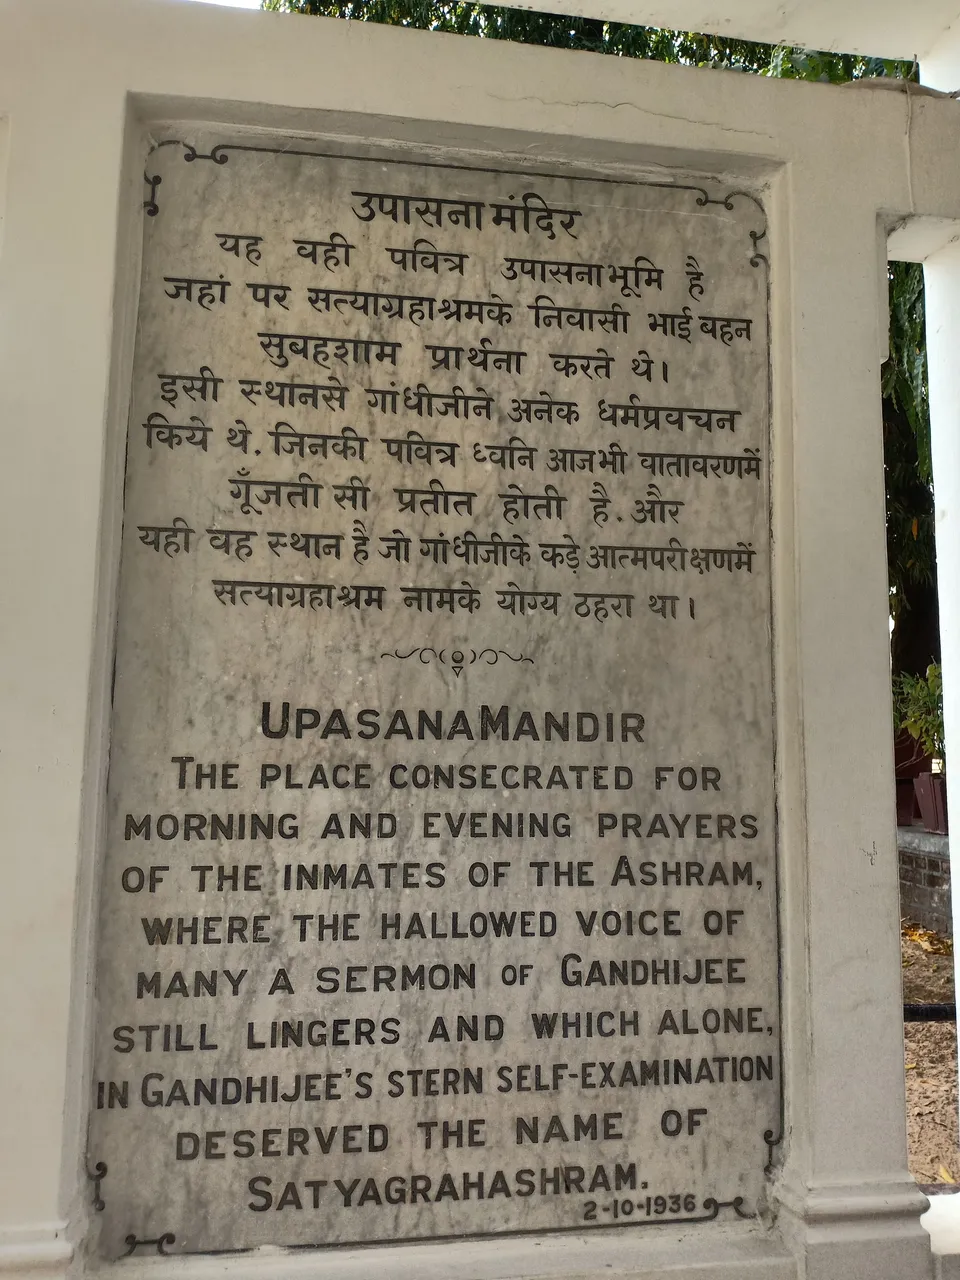 उपासना मंदिर
यह वही पवित्र उपासनाभूमि है
जहां पर सत्याग्रहाश्रमके निवासी भाई बहन
सुबहशाम प्रार्थना करते थे।
इसी स्थानसे गांधीजीने अनेक धर्मप्रवचन
किये थे. जिनकी पवित्र ध्वनि आजभी वातावरणमें
गूँजती सी प्रतीत होती है. और
यही वह स्थान है जो गांधीजीके कड़े आत्मपरीक्षणमें
सत्याग्रहाश्रम नामके योग्य ठहरा था।
UPASANA MANDIR
THE PLACE CONSECRATED FOR
MORNING AND EVENING PRAYERS
OF THE INMATES OF THE ASHRAM,
WHERE THE HALLOWED VOICE OF
MANY A SERMON OF GANDHIJEE
STILL LINGERS AND WHICH ALONE,
IN GANDHIJEE'S STERN SELF-EXAMINATION
DESERVED THE NAME OF
SATYAGRAHASHRAM.
2-10-1936